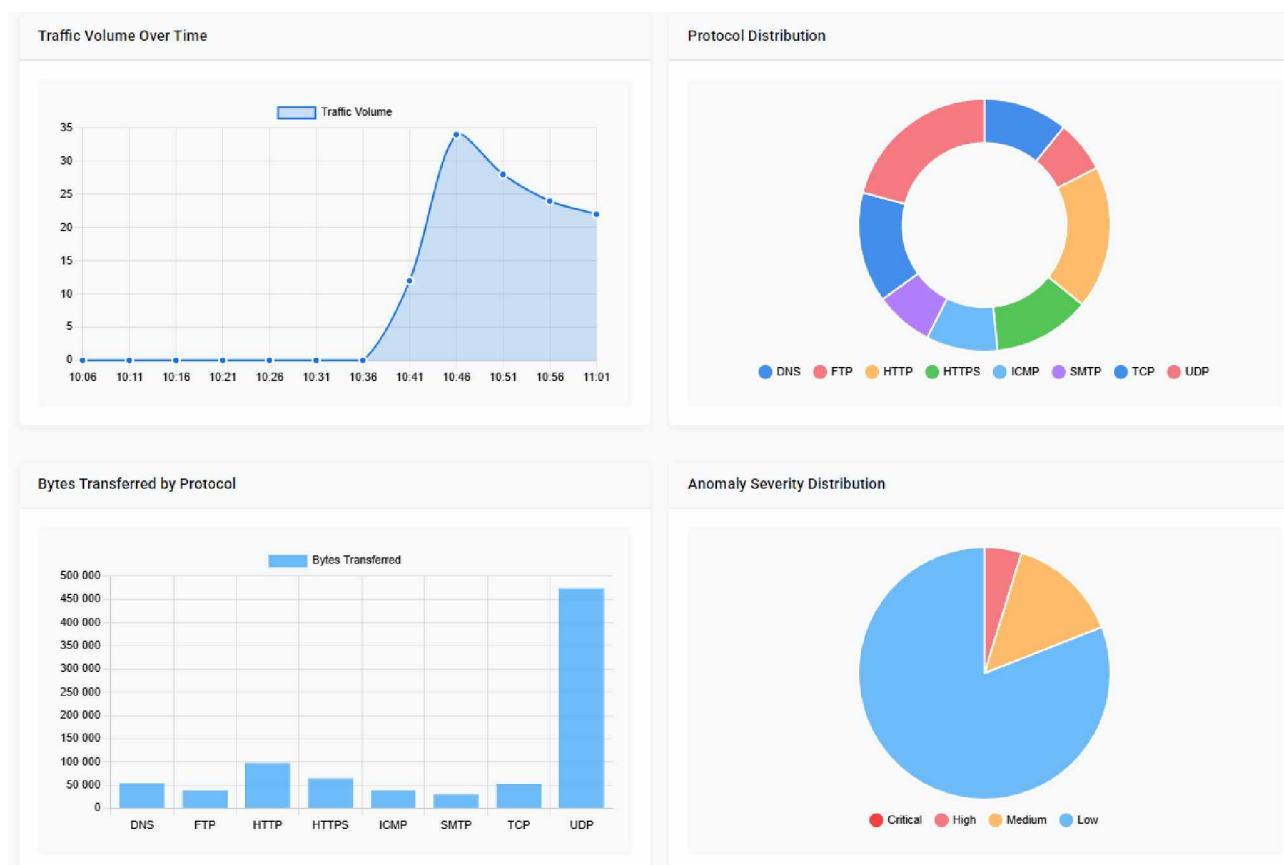 Traffic Volume Over Time
Traffic Volume
35
30
25
20
15
10
5
0
10:06 10:11 10:16 10:21 10:26 10:31 10:36 10:41 10:46 10:51 10:56 11:01
Protocol Distribution
DNS FTP HTTP HTTPS ICMP SMTP TCP UDP
Bytes Transferred by Protocol
Bytes Transferred
500 000
450 000
400 000
350 000
300 000
250 000
200 000
150 000
100 000
50 000
0
DNS FTP HTTP HTTPS ICMP SMTP TCP UDP
Anomaly Severity Distribution
Critical High Medium Low